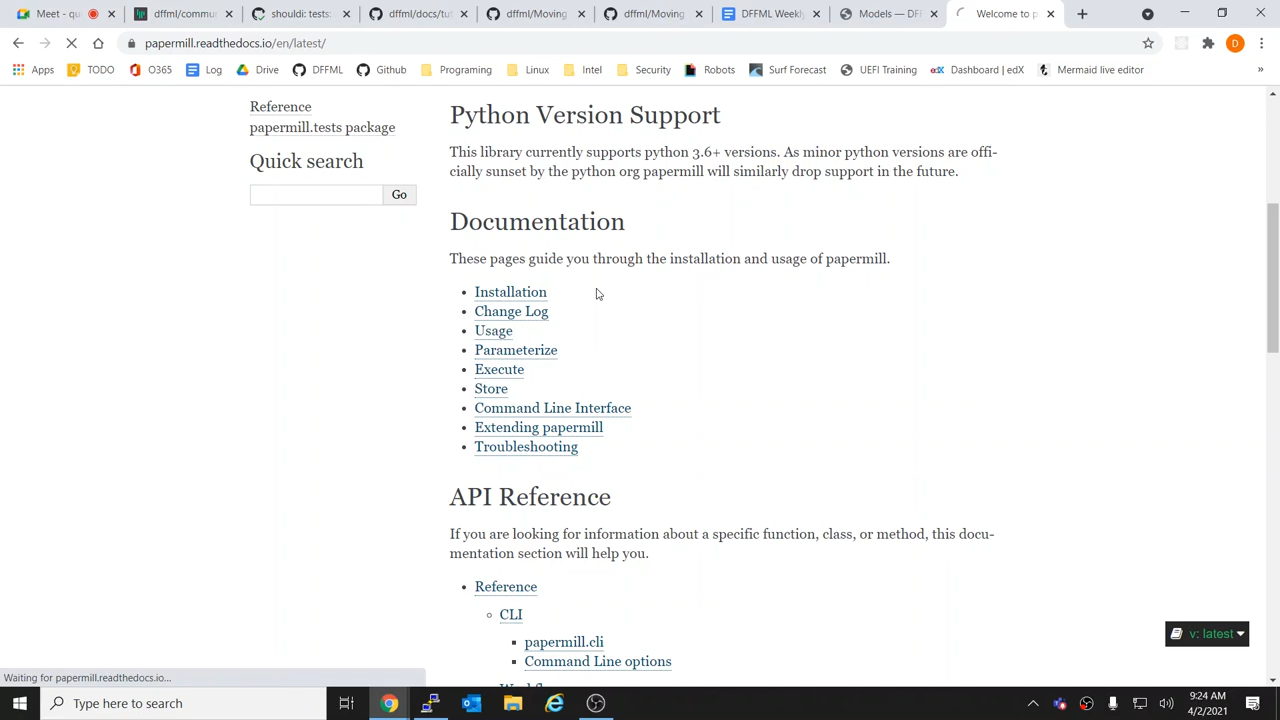 Meet - qu
dffml/commu
shouldi: tests:
dffml/docs/tut
dffml/Moving
dffml/Moving
DFFML Weekly
Models — DF
Welcome to p
papermill.readthedocs.io/en/latest/
D
Apps
TODO
O365
Log
Drive
DFFML
Github
Programing
Linux
Intel
Security
Robots
Surf Forecast
UEFI Training
edX
Dashboard | edX
Mermaid live editor
»
Reference
papermill.tests package
Quick search
Go
Python Version Support
This library currently supports python 3.6+ versions. As minor python versions are offi-
cially sunset by the python org papermill will similarly drop support in the future.
Documentation
These pages guide you through the installation and usage of papermill.
• Installation
• Change Log
• Usage
• Parameterize
• Execute
• Store
• Command Line Interface
• Extending papermill
• Troubleshooting
API Reference
If you are looking for information about a specific function, class, or method, this docu-
mentation section will help you.
• Reference
◦ CLI
▪ papermill.cli
▪ Command Line options
v: latest
Waiting for papermill.readthedocs.io...
Type here to search
9:24 AM
4/2/2021